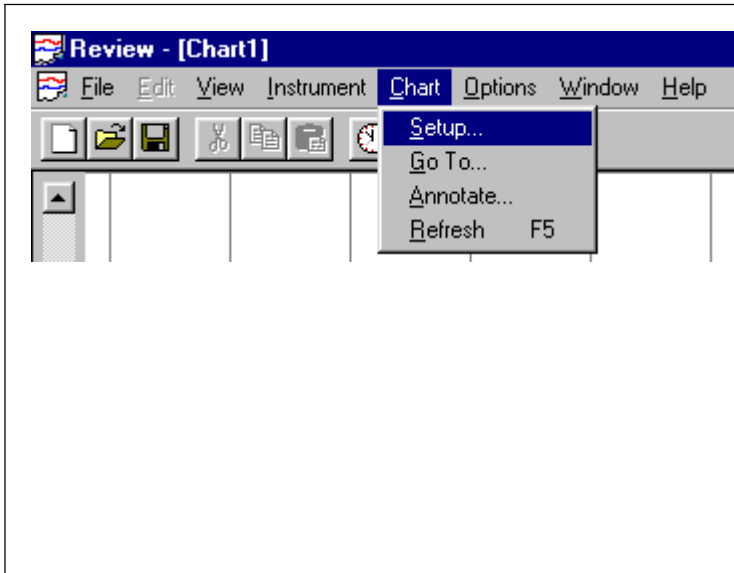 Review - [Chart1]
File Edit View Instrument Chart Options Window Help
Setup...
Go To...
Annotate...
Refresh F5